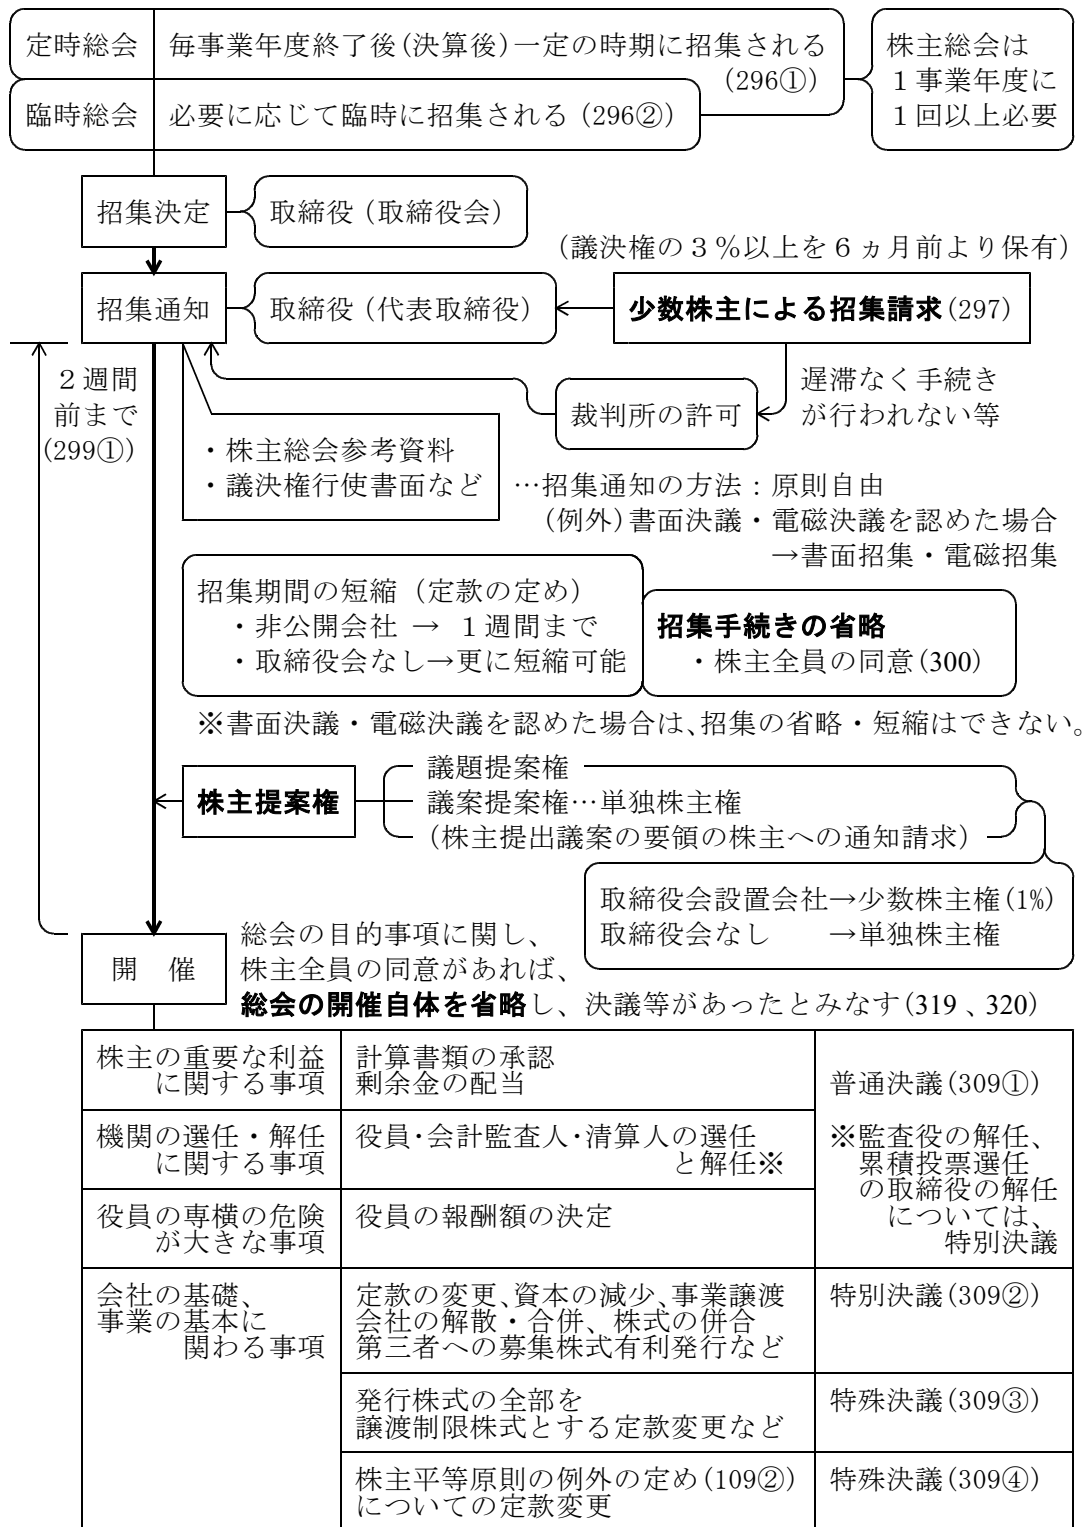 定時総会
毎事業年度終了後(決算後)一定の時期に招集される
(296①)
臨時総会
必要に応じて臨時に招集される(296②)
株主総会は
１事業年度に
１回以上必要
招集決定
取締役(取締役会)
(議決権の３%以上を６ヵ月前より保有)
招集通知
取締役(代表取締役)
少数株主による招集請求(297)
２週間
前まで
(299①)
遅滞なく手続き
が行われない等
裁判所の許可
・株主総会参考資料
・議決権行使書面など
…招集通知の方法：原則自由
(例外)書面決議・電磁決議を認めた場合
→書面招集・電磁招集
招集期間の短縮(定款の定め)
・非公開会社 → １週間まで
・取締役会なし→更に短縮可能
招集手続きの省略
・株主全員の同意(300)
※書面決議・電磁決議を認めた場合は、招集の省略・短縮はできない。
株主提案権
議題提案権
議案提案権…単独株主権
(株主提出議案の要領の株主への通知請求)
取締役会設置会社→少数株主権(1%)
取締役会なし　　→単独株主権
開　催
総会の目的事項に関し、
株主全員の同意があれば、
総会の開催自体を省略し、決議等があったとみなす(319、320)
株主の重要な利益
に関する事項
計算書類の承認
剰余金の配当
普通決議(309①)
機関の選任・解任
に関する事項
役員・会計監査人・清算人の選任
と解任※
※監査役の解任、
累積投票選任
の取締役の解任
については、
特別決議
役員の専横の危険
が大きな事項
役員の報酬額の決定
会社の基礎、
事業の基本に
関わる事項
定款の変更、資本の減少、事業譲渡
会社の解散・合併、株式の併合
第三者への募集株式有利発行など
特別決議(309②)
発行株式の全部を
譲渡制限株式とする定款変更など
特殊決議(309③)
株主平等原則の例外の定め(109②)
についての定款変更
特殊決議(309④)